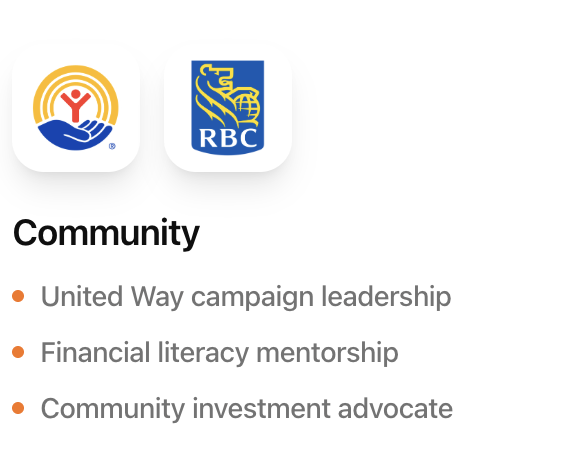 ®
RBC
Community
United Way campaign leadership
Financial literacy mentorship
Community investment advocate